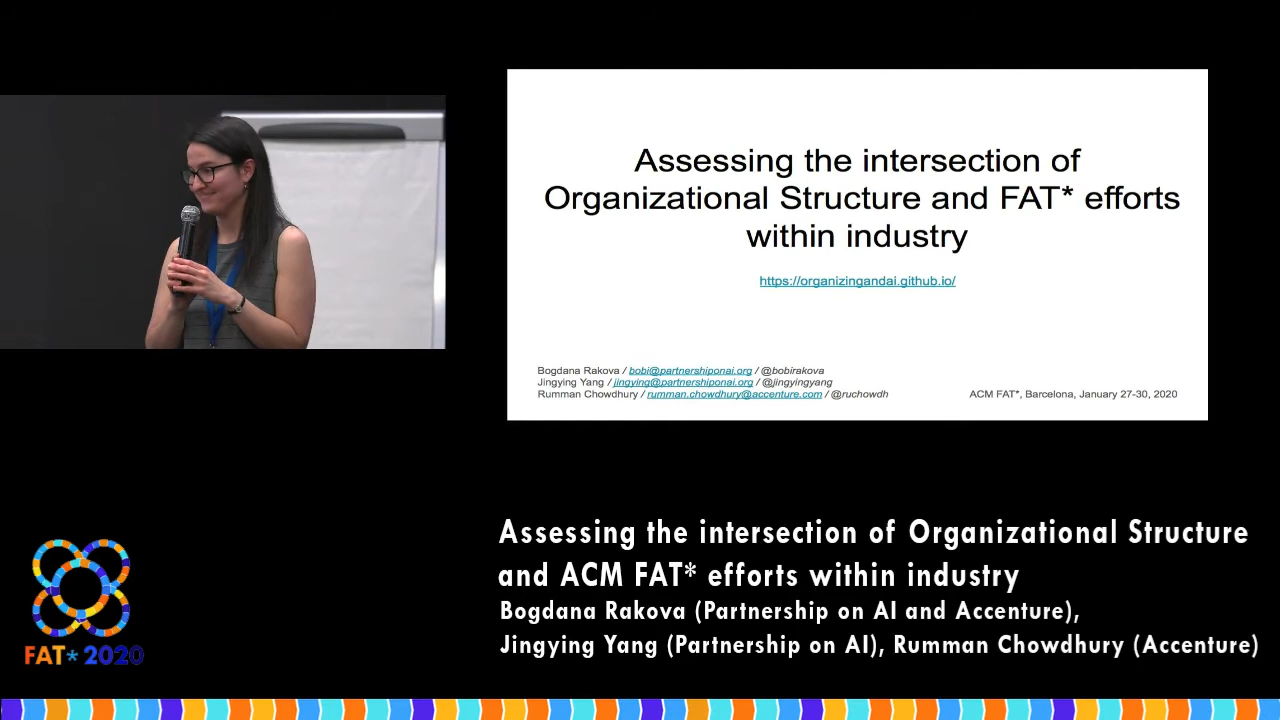 Assessing the intersection of
Organizational Structure and FAT* efforts
within industry
https://organizingandai.github.io/
Bogdana Rakova / bobi@partnershiponai.org / @bobirakova
Jingying Yang / jingying@partnershiponai.org / @jingyingyang
Rumman Chowdhury / rumman.chowdhury@accenture.com / @ruchowdh
ACM FAT*, Barcelona, January 27-30, 2020
Assessing the intersection of Organizational Structure
and ACM FAT* efforts within industry
Bogdana Rakova (Partnership on AI and Accenture),
Jingying Yang (Partnership on AI), Rumman Chowdhury (Accenture)
FAT* 2020